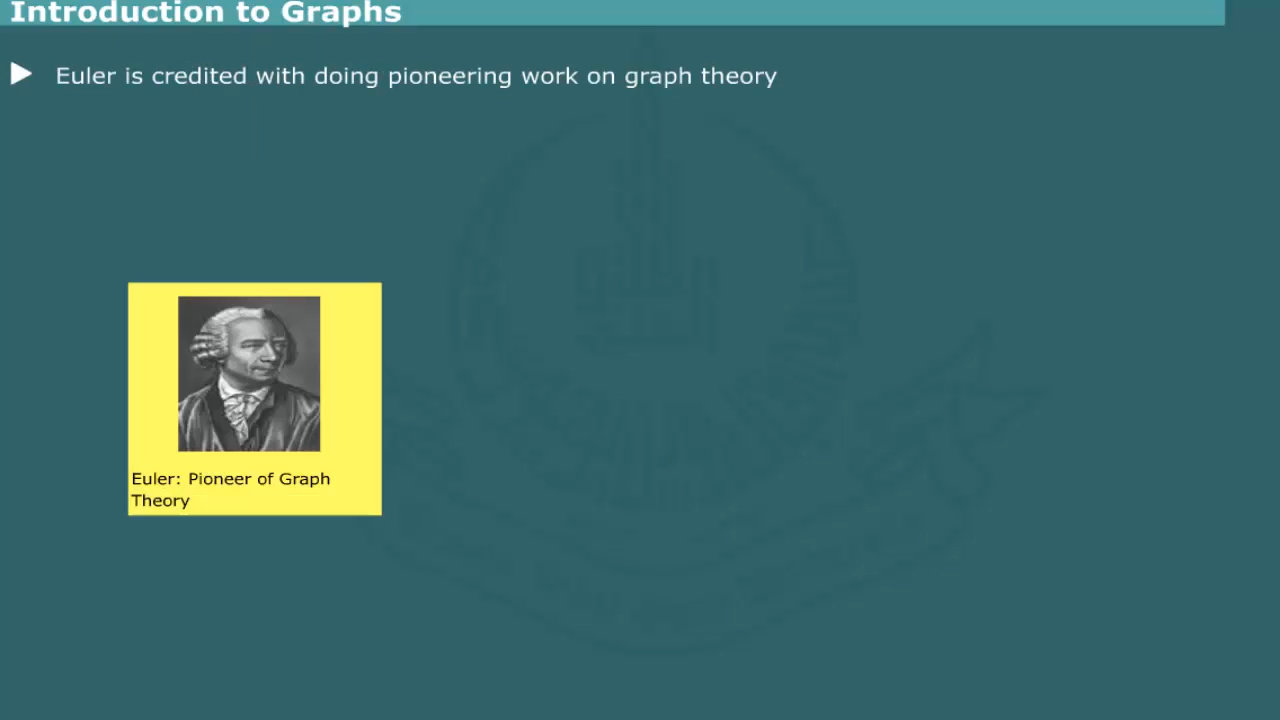 Introduction to Graphs
Euler is credited with doing pioneering work on graph theory
Euler: Pioneer of Graph
Theory